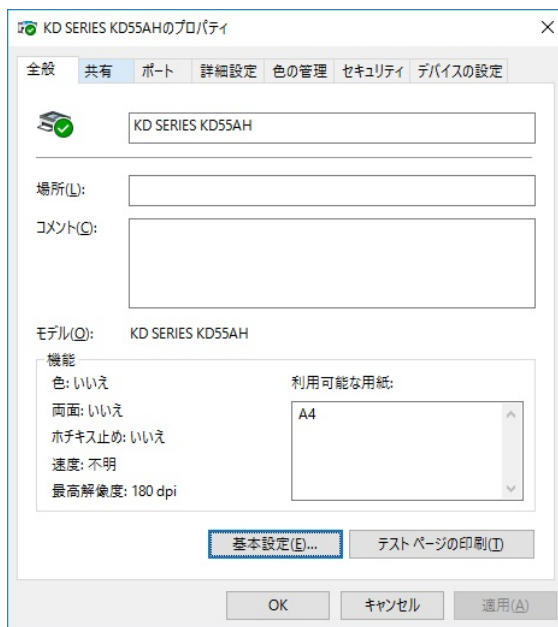 KD SERIES KD55AHのプロパティ
全般 共有 ポート 詳細設定 色の管理 セキュリティ デバイスの設定
KD SERIES KD55AH
場所(L):
コメント(C):
モデル(O): KD SERIES KD55AH
機能
色: いいえ
利用可能な用紙:
両面: いいえ
A4
ホチキス止め: いいえ
速度: 不明
最高解像度: 180 dpi
基本設定(E)... テスト ページの印刷(T)
OK キャンセル 適用(A)